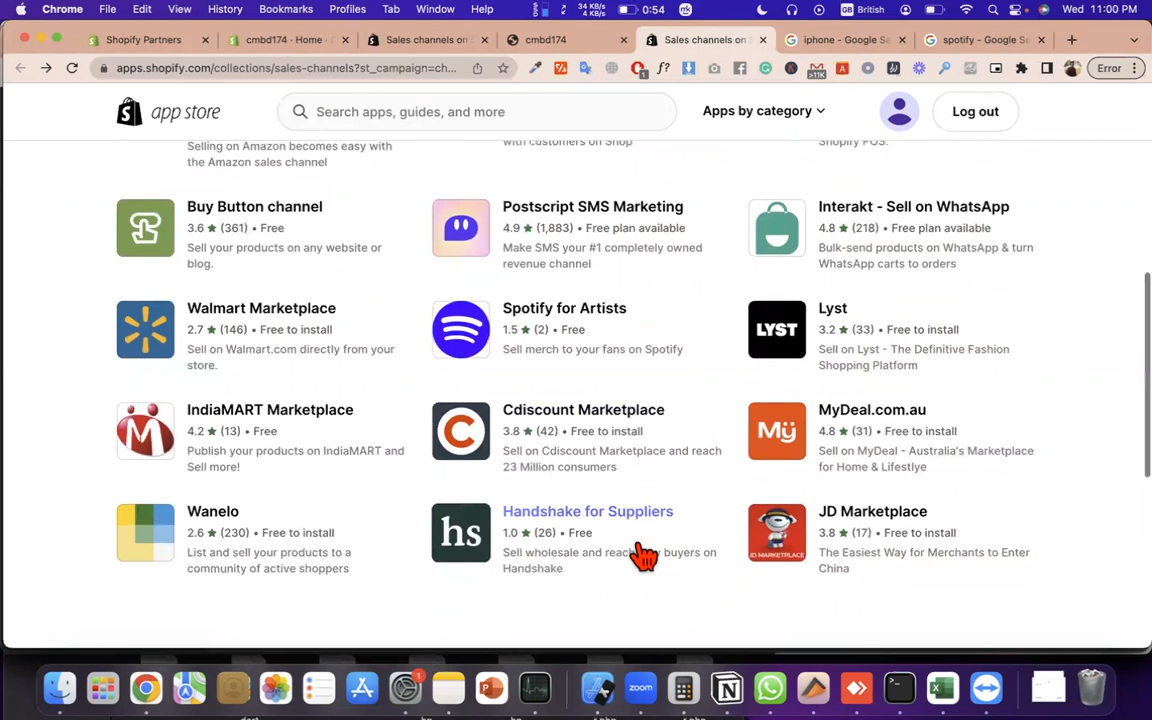 Chrome File Edit View History Bookmarks Profiles Tab Window Help 34 KB/s 4 KB/s 0:54 British Wed 11:00 PM
Shopify Partners cmbd174 - Home - Sales channels on cmbd174 Sales channels on iphone - Google Se spotify - Google Se
apps.shopify.com/collections/sales-channels?st_campaign=ch... Error
app store Search apps, guides, and more Apps by category Log out
Selling on Amazon becomes easy with
the Amazon sales channel
with customers on Shop
Shopify POS.
Buy Button channel
3.6 ★ (361) • Free
Sell your products on any website or
blog.
Postscript SMS Marketing
4.9 ★ (1,883) • Free plan available
Make SMS your #1 completely owned
revenue channel
Interakt - Sell on WhatsApp
4.8 ★ (218) • Free plan available
Bulk-send products on WhatsApp & turn
WhatsApp carts to orders
Walmart Marketplace
2.7 ★ (146) • Free to install
Sell on Walmart.com directly from your
store.
Spotify for Artists
1.5 ★ (2) • Free
Sell merch to your fans on Spotify
LYST
Lyst
3.2 ★ (33) • Free to install
Sell on Lyst - The Definitive Fashion
Shopping Platform
IndiaMART Marketplace
4.2 ★ (13) • Free
Publish your products on IndiaMART and
Sell more!
Cdiscount Marketplace
3.8 ★ (42) • Free to install
Sell on Cdiscount Marketplace and reach
23 Million consumers
My
MyDeal.com.au
4.8 ★ (31) • Free to install
Sell on MyDeal - Australia's Marketplace
for Home & Lifestlye
Wanelo
2.6 ★ (230) • Free to install
List and sell your products to a
community of active shoppers
hs
Handshake for Suppliers
1.0 ★ (26) • Free
Sell wholesale and reach buyers on
Handshake
JD MARKETPLACE
JD Marketplace
3.8 ★ (17) • Free to install
The Easiest Way for Merchants to Enter
China
zoom